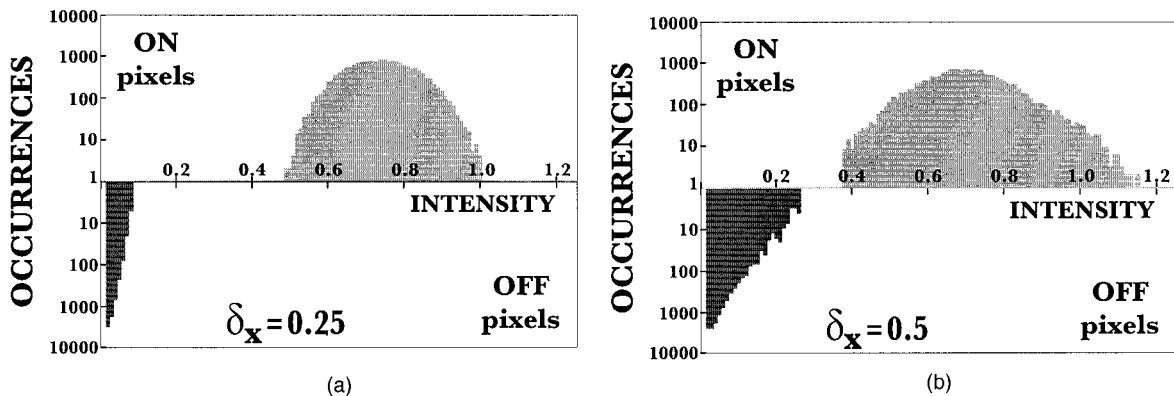 OCCURRENCES
10000
1000
100
10
1
10
100
1000
10000
ON
pixels
0.2 0.4 0.6 0.8 1.0 1.2
INTENSITY
OFF
pixels
δx = 0.25
(a)
OCCURRENCES
10000
1000
100
10
1
10
100
1000
10000
ON
pixels
0.2 0.4 0.6 0.8 1.0 1.2
INTENSITY
OFF
pixels
δx = 0.5
(b)